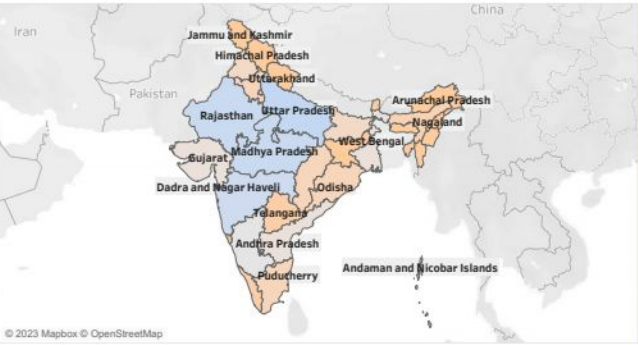 China
Iran
Jammu and Kashmir
Himachal Pradesh
Uttarakhand
Pakistan
Arunachal Pradesh
Rajasthan
Uttar Pradesh
Nagaland
West Bengal
Madhya Pradesh
Gujarat
Dadra and Nagar Haveli
Odisha
Telangana
Andhra Pradesh
Puducherry
Andaman and Nicobar Islands
© 2023 Mapbox © OpenStreetMap